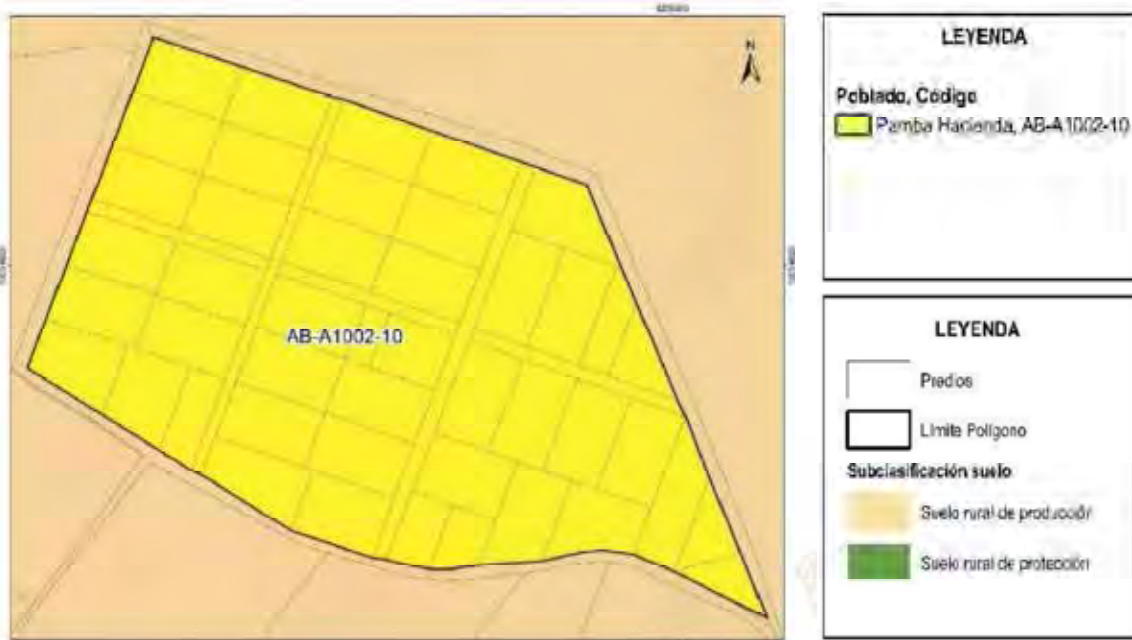 N
AB-A1002-10
LEYENDA
Poblado, Código
Pamba Hacienda, AB-A1002-10
LEYENDA
Predios
Límite Polígono
Subclasificación suelo
Suelo rural de producción
Suelo rural de protección